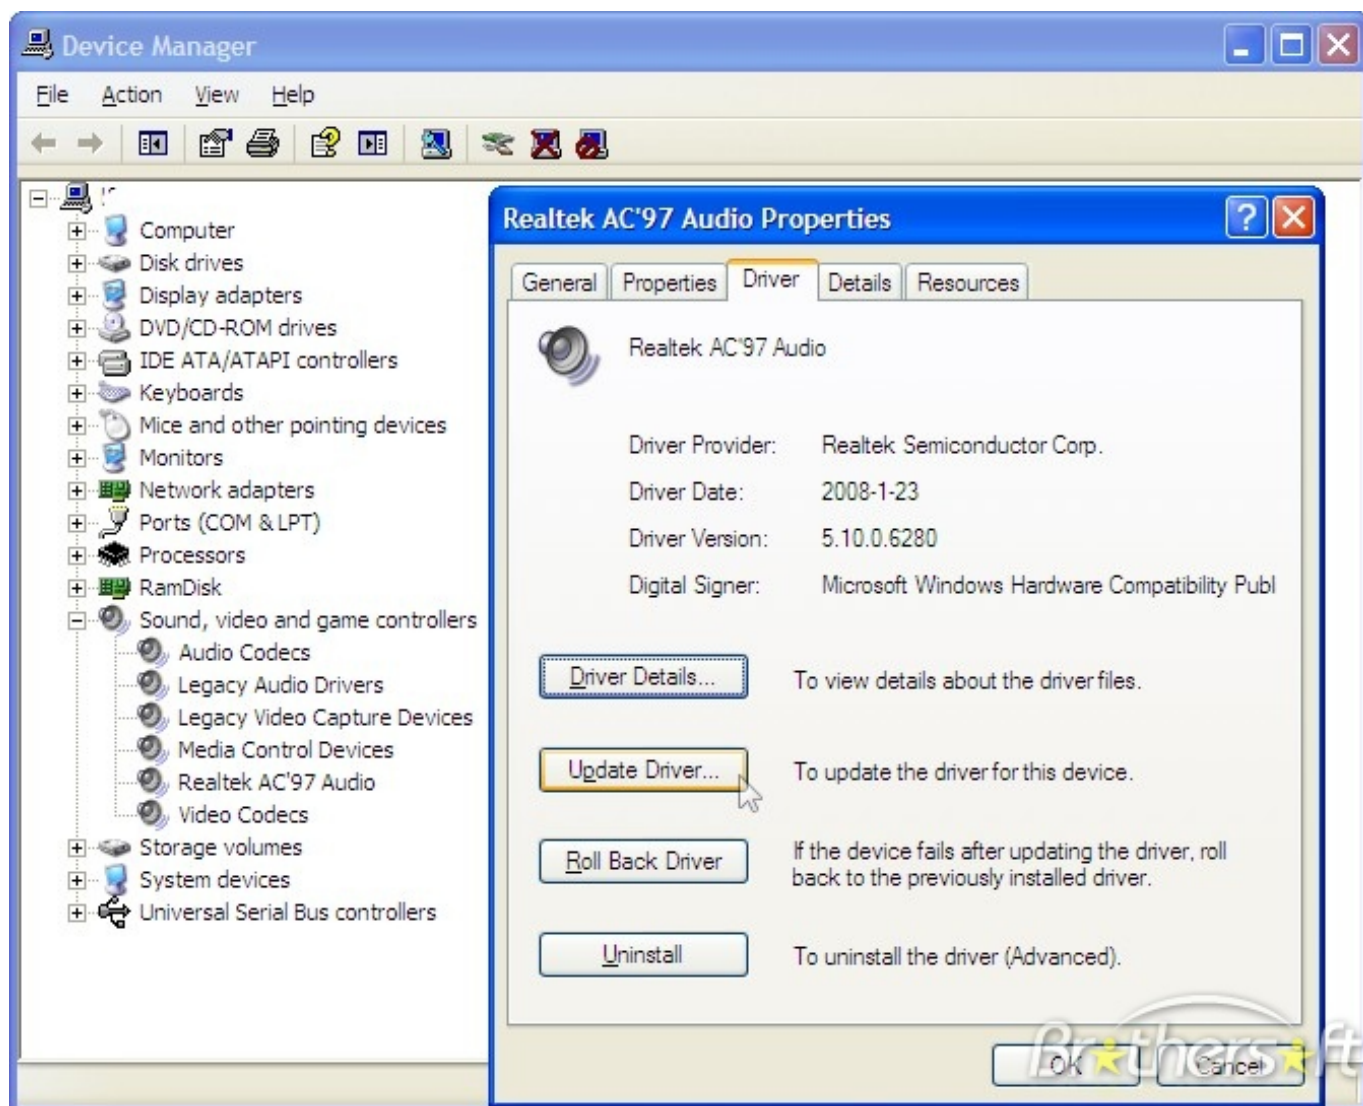 Device Manager
File Action View Help
Computer
Disk drives
Display adapters
DVD/CD-ROM drives
IDE ATA/ATAPI controllers
Keyboards
Mice and other pointing devices
Monitors
Network adapters
Ports (COM & LPT)
Processors
RamDisk
Sound, video and game controllers
Audio Codecs
Legacy Audio Drivers
Legacy Video Capture Devices
Media Control Devices
Realtek AC'97 Audio
Video Codecs
Storage volumes
System devices
Universal Serial Bus controllers
Realtek AC'97 Audio Properties
General Properties Driver Details Resources
Realtek AC'97 Audio
Driver Provider: Realtek Semiconductor Corp.
Driver Date: 2008-1-23
Driver Version: 5.10.0.6280
Digital Signer: Microsoft Windows Hardware Compatibility Publ
Driver Details... To view details about the driver files.
Update Driver... To update the driver for this device.
Roll Back Driver If the device fails after updating the driver, roll
back to the previously installed driver.
Uninstall To uninstall the driver (Advanced).
OK Cancel
Brothersoft